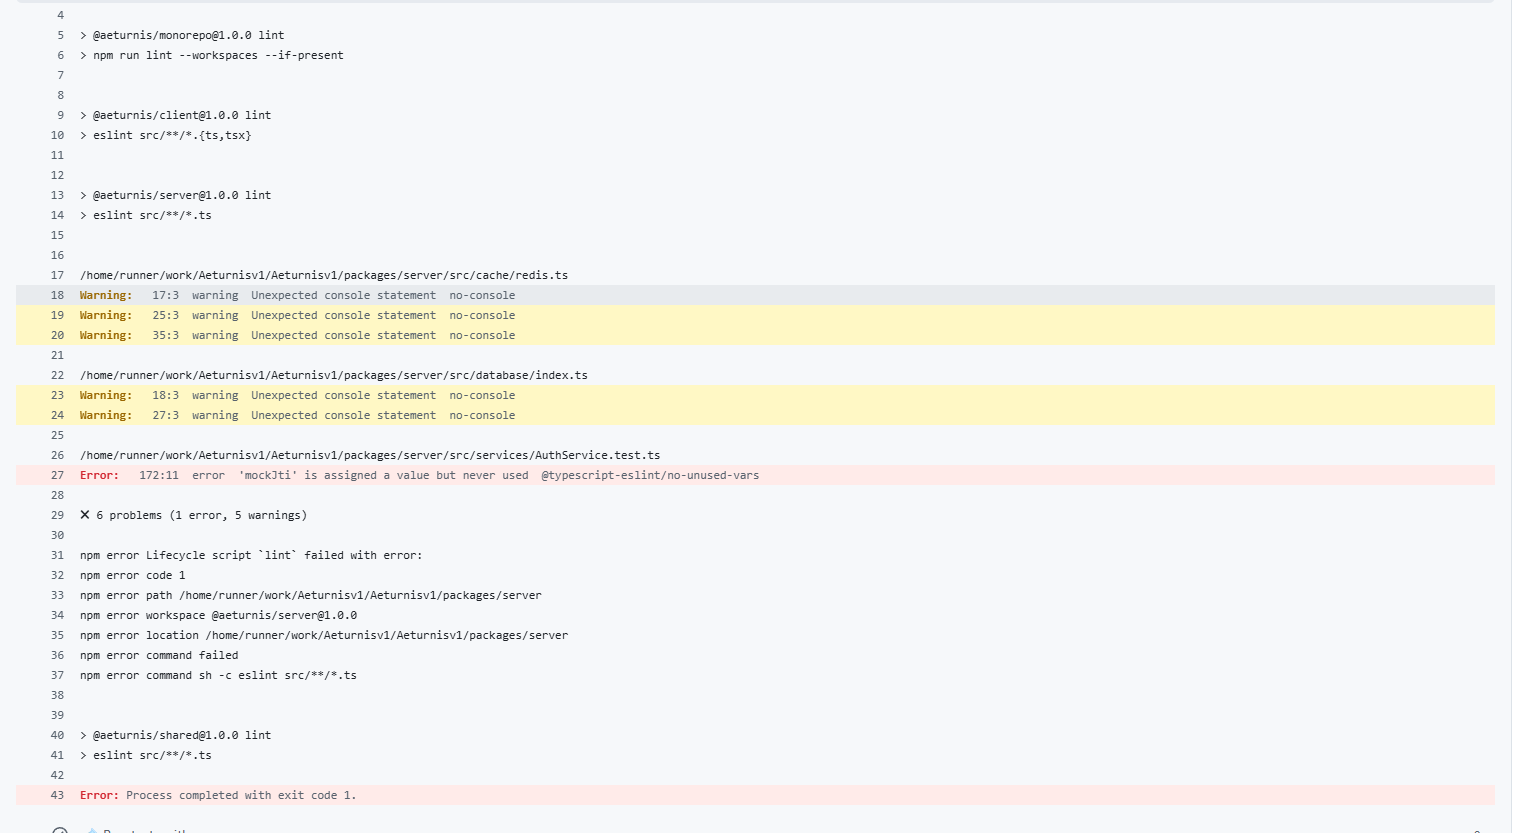 4
5 > @aeturnis/monorepo@1.0.0 lint
6 > npm run lint --workspaces --if-present
7
8
9 > @aeturnis/client@1.0.0 lint
10 > eslint src/**/*.{ts,tsx}
11
12
13 > @aeturnis/server@1.0.0 lint
14 > eslint src/**/*.ts
15
16
17 /home/runner/work/Aeturnisv1/Aeturnisv1/packages/server/src/cache/redis.ts
18 Warning: 17:3 warning Unexpected console statement no-console
19 Warning: 25:3 warning Unexpected console statement no-console
20 Warning: 35:3 warning Unexpected console statement no-console
21
22 /home/runner/work/Aeturnisv1/Aeturnisv1/packages/server/src/database/index.ts
23 Warning: 18:3 warning Unexpected console statement no-console
24 Warning: 27:3 warning Unexpected console statement no-console
25
26 /home/runner/work/Aeturnisv1/Aeturnisv1/packages/server/src/services/AuthService.test.ts
27 Error: 172:11 error 'mockJti' is assigned a value but never used @typescript-eslint/no-unused-vars
28
29 ✕ 6 problems (1 error, 5 warnings)
30
31 npm error Lifecycle script `lint` failed with error:
32 npm error code 1
33 npm error path /home/runner/work/Aeturnisv1/Aeturnisv1/packages/server
34 npm error workspace @aeturnis/server@1.0.0
35 npm error location /home/runner/work/Aeturnisv1/Aeturnisv1/packages/server
36 npm error command failed
37 npm error command sh -c eslint src/**/*.ts
38
39
40 > @aeturnis/shared@1.0.0 lint
41 > eslint src/**/*.ts
42
43 Error: Process completed with exit code 1.